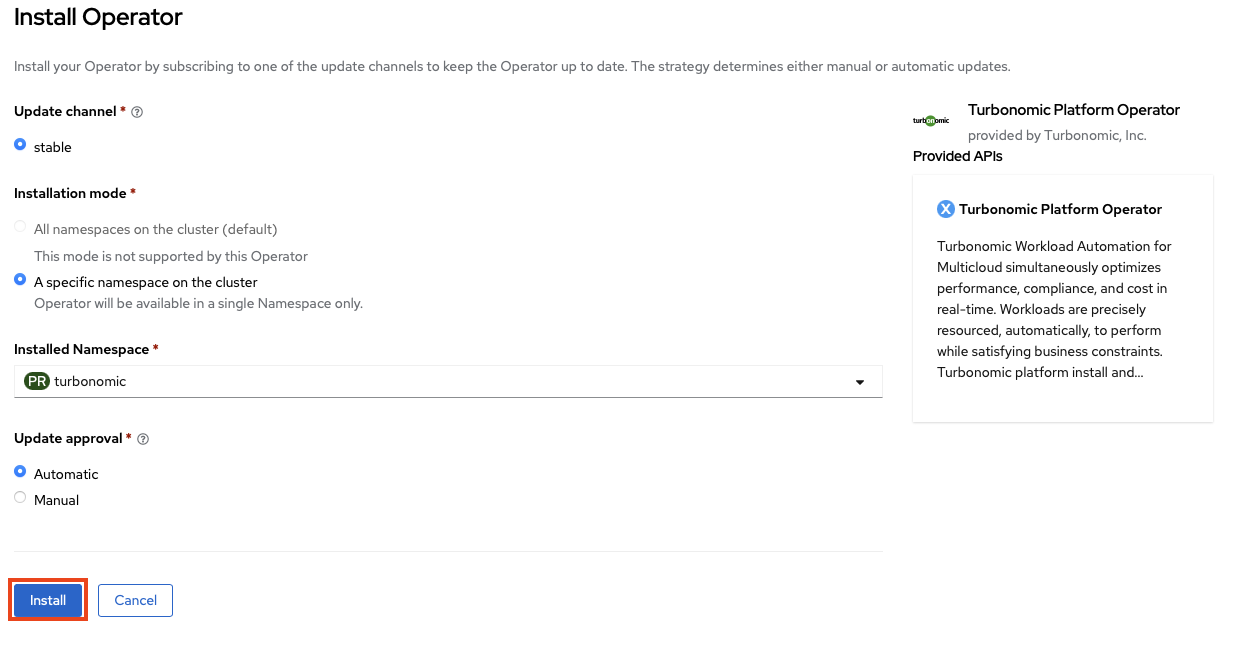 Install Operator
Install your Operator by subscribing to one of the update channels to keep the Operator up to date. The strategy determines either manual or automatic updates.
Update channel *
stable
Installation mode *
All namespaces on the cluster (default)
This mode is not supported by this Operator
A specific namespace on the cluster
Operator will be available in a single Namespace only.
Installed Namespace *
PR turbonomic
Update approval *
Automatic
Manual
Install
Cancel
turbonomic
Turbonomic Platform Operator
provided by Turbonomic, Inc.
Provided APIs
X Turbonomic Platform Operator
Turbonomic Workload Automation for
Multicloud simultaneously optimizes
performance, compliance, and cost in
real-time. Workloads are precisely
resourced, automatically, to perform
while satisfying business constraints.
Turbonomic platform install and...